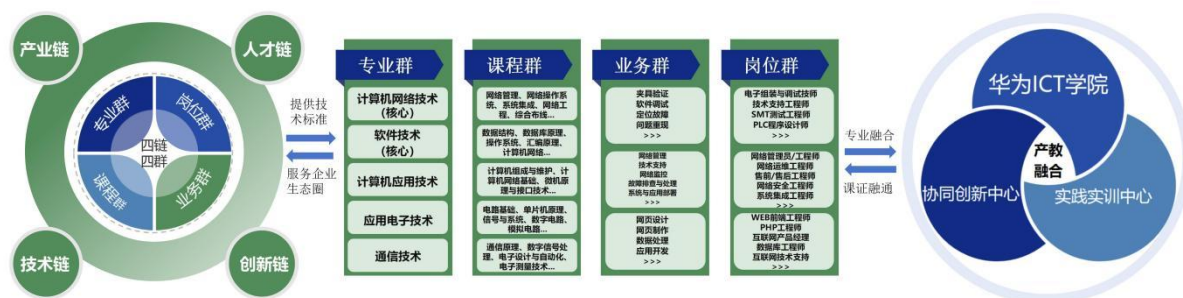 产业链
人才链
专业群
岗位群
四链
四群
课程群
业务群
技术链
创新链
提供技
术标准
服务企业
生态圈
专业群
计算机网络技术
(核心)
软件技术
(核心)
计算机应用技术
应用电子技术
通信技术
课程群
网络管理、网络操作系
统、系统集成、网络工
程、综合布线...
数据结构、数据库原理、
操作系统、汇编原理、
计算机网络...
计算机组成与维护、计
算机网络基础、微机原
理与接口技术...
电路基础、单片机原理、
信号与系统、数字电路、
模拟电路...
通信原理、数字信号处
理、电子设计与自动化、
电子测量技术...
业务群
夹具验证
软件调试
定位故障
问题重现
>>>
网络管理
技术支持
网络监控
故障排查与处理
系统与应用部署
>>>
网页设计
网页制作
数据处理
应用开发
>>>
岗位群
电子组装与调试技师
技术支持工程师
SMT测试工程师
PLC程序设计师
>>>
网络管理员/工程师
网络运维工程师
售前/售后工程师
网络安全工程师
系统集成工程师
>>>
WEB前端工程师
PHP工程师
互联网产品经理
数据库工程师
互联网技术支持
>>>
专业融合
课证融通
华为ICT学院
产教
融合
协同创新中心
实践实训中心